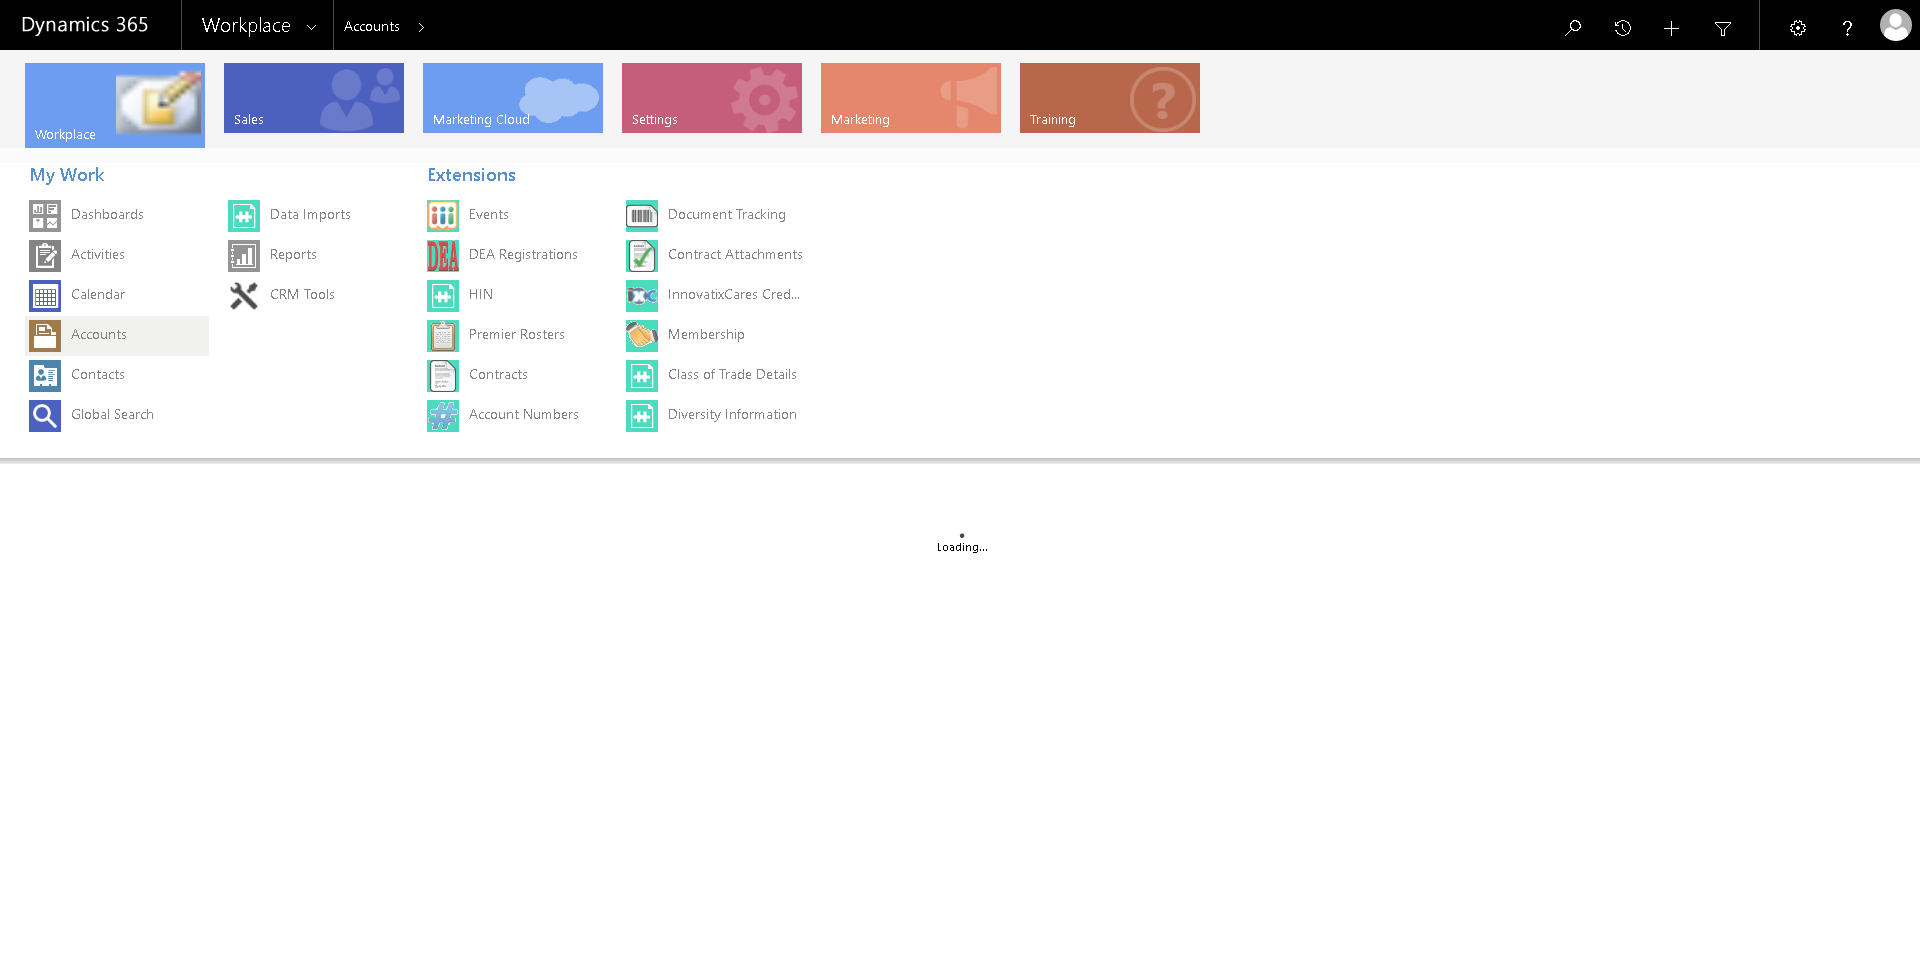 Dynamics 365
Workplace
Accounts
Workplace
Sales
Marketing Cloud
Settings
Marketing
Training
My Work
Dashboards
Activities
Calendar
Accounts
Contacts
Global Search
Data Imports
Reports
CRM Tools
Extensions
Events
DEA
DEA Registrations
HIN
Premier Rosters
Contracts
Account Numbers
Document Tracking
Contract Attachments
InnovatixCares Cred...
Membership
Class of Trade Details
Diversity Information
Loading...